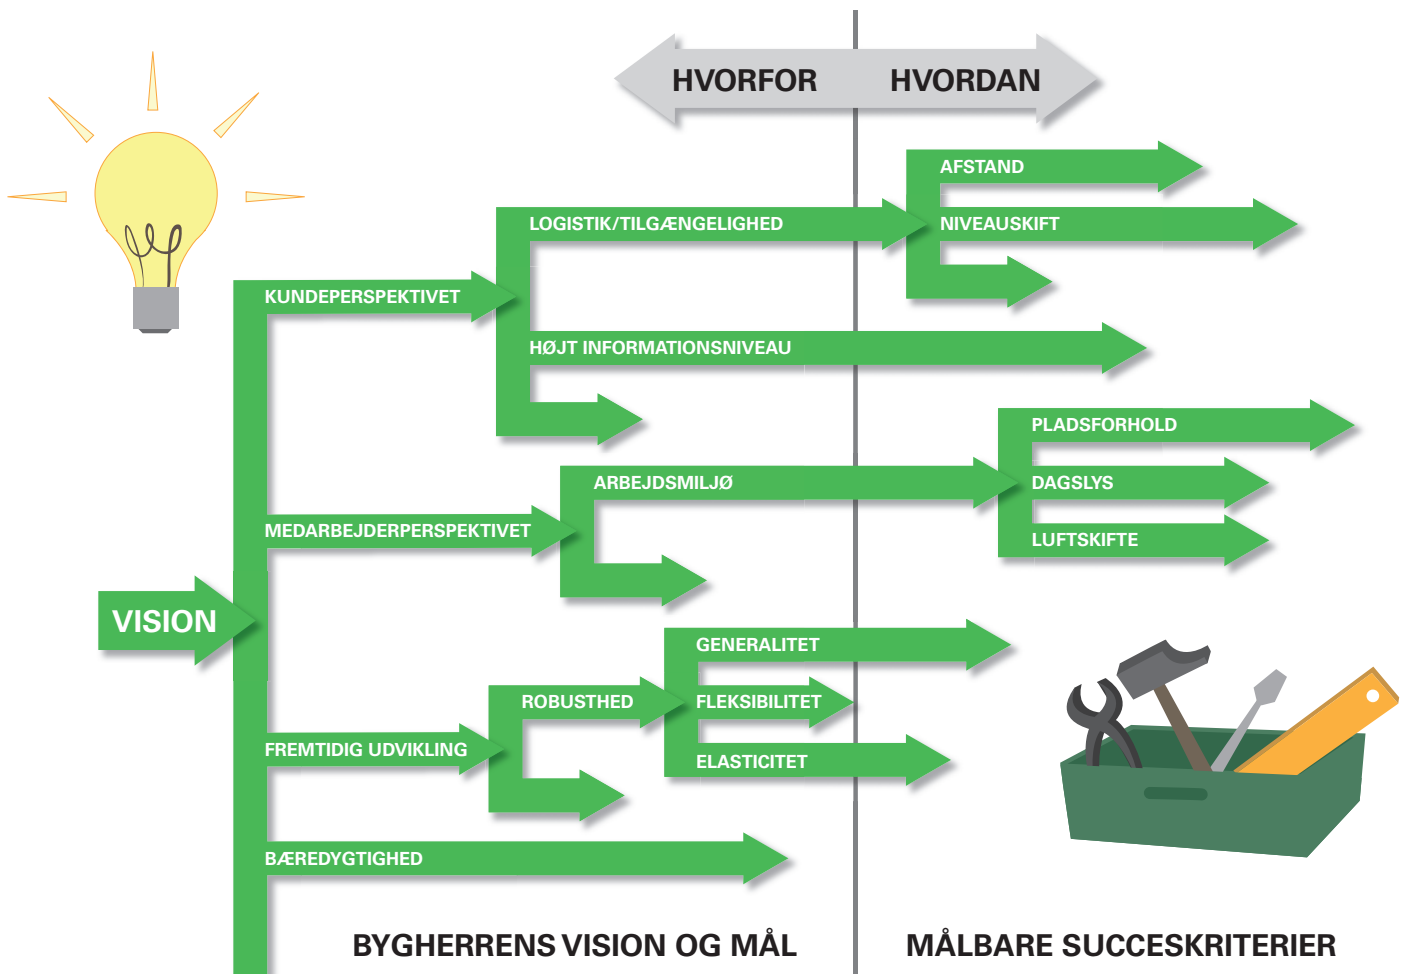 HVORFOR
HVORDAN
AFSTAND
LOGISTIK/TILGÆNGELIGHED
NIVEAUSKIFT
KUNDEPERSPEKTIVET
HØJT INFORMATIONSNIVEAU
PLADSFORHOLD
ARBEJDSMILJØ
DAGSLYS
MEDARBEJDERPERSPEKTIVET
LUFTSKIFTE
VISION
GENERALITET
ROBUSTHED
FLEKSIBILITET
FREMTIDIG UDVIKLING
ELASTICITET
BÆREDYGTIGHED
BYGHERRENS VISION OG MÅL
MÅLBARE SUCCESKRITERIER